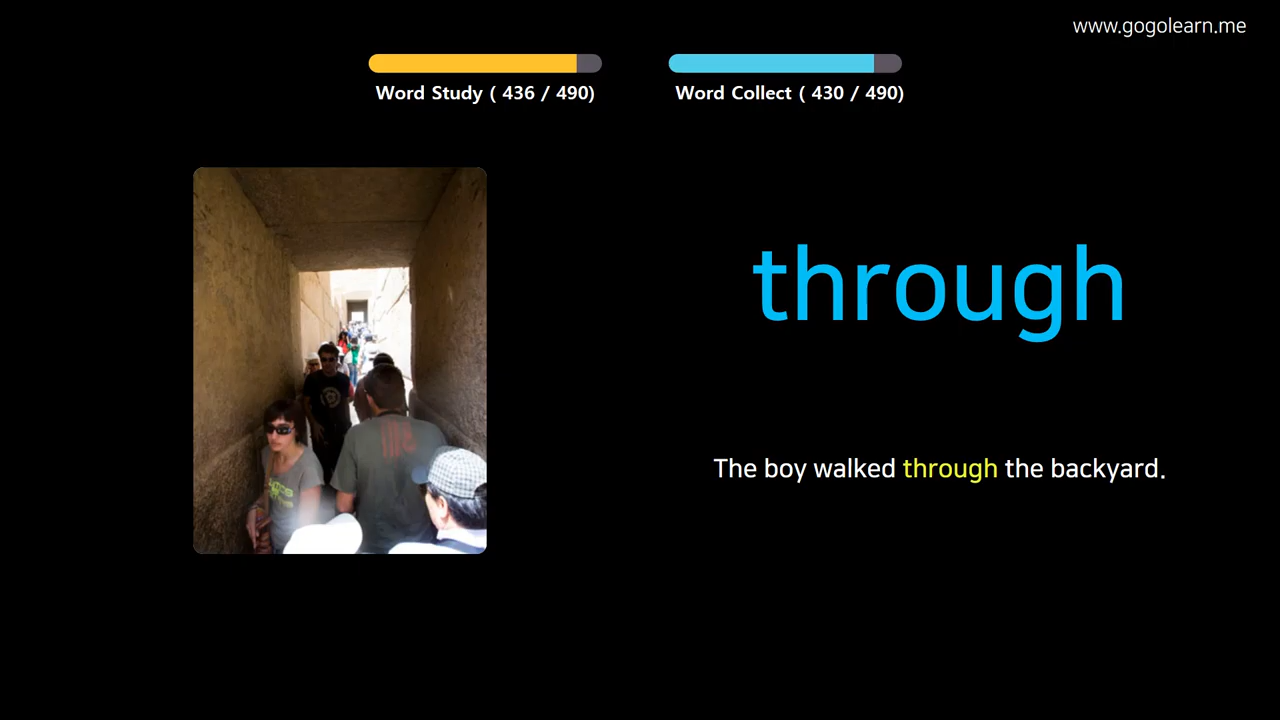 www.gogolearn.me
Word Study ( 436 / 490)
Word Collect ( 430 / 490)
through
The boy walked through the backyard.